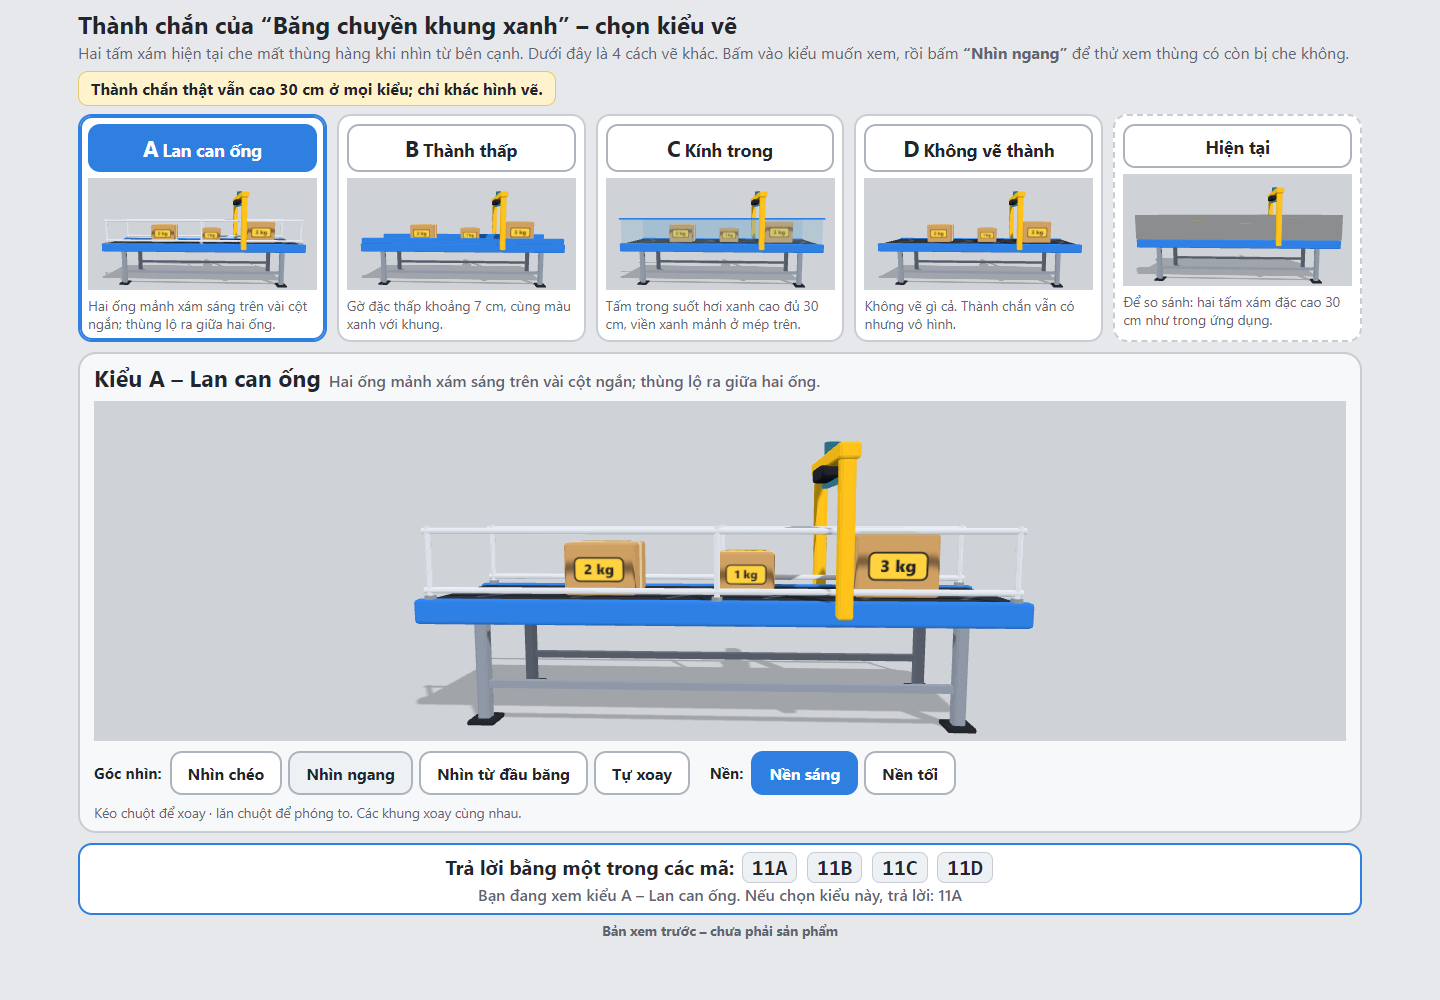 Thành chắn của “Băng chuyền khung xanh” – chọn kiểu vẽ
Hai tấm xám hiện tại che mất thùng hàng khi nhìn từ bên cạnh. Dưới đây là 4 cách vẽ khác. Bấm vào kiểu muốn xem, rồi bấm “Nhìn ngang” để thử xem thùng có còn bị che không.
Thành chắn thật vẫn cao 30 cm ở mọi kiểu; chỉ khác hình vẽ.
A Lan can ống
Hai ống mảnh xám sáng trên vài cột
ngắn; thùng lộ ra giữa hai ống.
B Thành thấp
Gờ đặc thấp khoảng 7 cm, cùng màu
xanh với khung.
C Kính trong
Tấm trong suốt hơi xanh cao đủ 30
cm, viền xanh mảnh ở mép trên.
D Không vẽ thành
Không vẽ gì cả. Thành chắn vẫn có
nhưng vô hình.
Hiện tại
Để so sánh: hai tấm xám đặc cao 30
cm như trong ứng dụng.
Kiểu A – Lan can ống Hai ống mảnh xám sáng trên vài cột ngắn; thùng lộ ra giữa hai ống.
2 kg
1 kg
3 kg
Góc nhìn: Nhìn chéo Nhìn ngang Nhìn từ đầu băng Tự xoay Nền: Nền sáng Nền tối
Kéo chuột để xoay · lăn chuột để phóng to. Các khung xoay cùng nhau.
Trả lời bằng một trong các mã: 11A 11B 11C 11D
Bạn đang xem kiểu A – Lan can ống. Nếu chọn kiểu này, trả lời: 11A
Bản xem trước – chưa phải sản phẩm